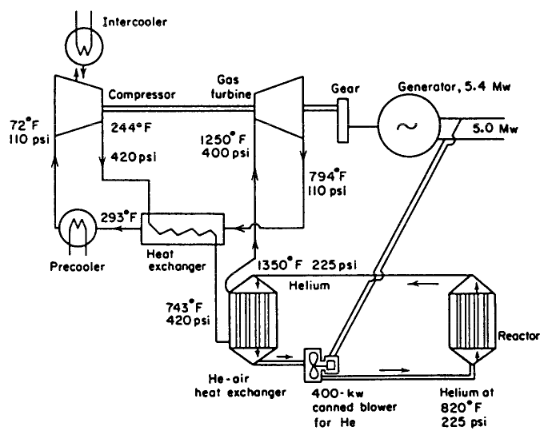 Intercooler
Compressor
Gas
turbine
Gear
Generator, 5.4 Mw
5.0 Mw
72°F
110 psi
244°F
420 psi
1250°F
400 psi
794°F
110 psi
293°F
Precooler
Heat
exchanger
743°F
420 psi
1350°F 225 psi
Helium
Reactor
He-air
heat exchanger
400-kw
canned blower
for He
Helium at
820°F
225 psi